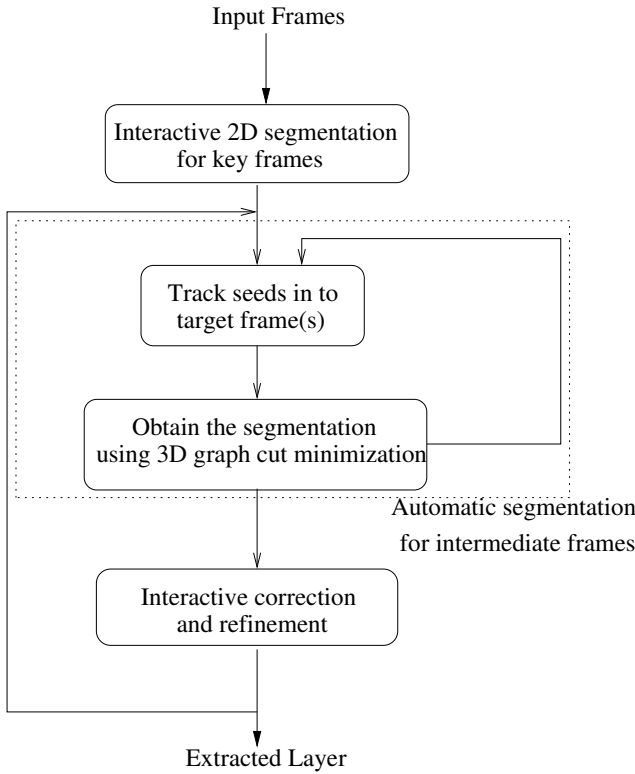 Input Frames
Interactive 2D segmentation
for key frames
Track seeds in to
target frame(s)
Obtain the segmentation
using 3D graph cut minimization
Automatic segmentation
for intermediate frames
Interactive correction
and refinement
Extracted Layer